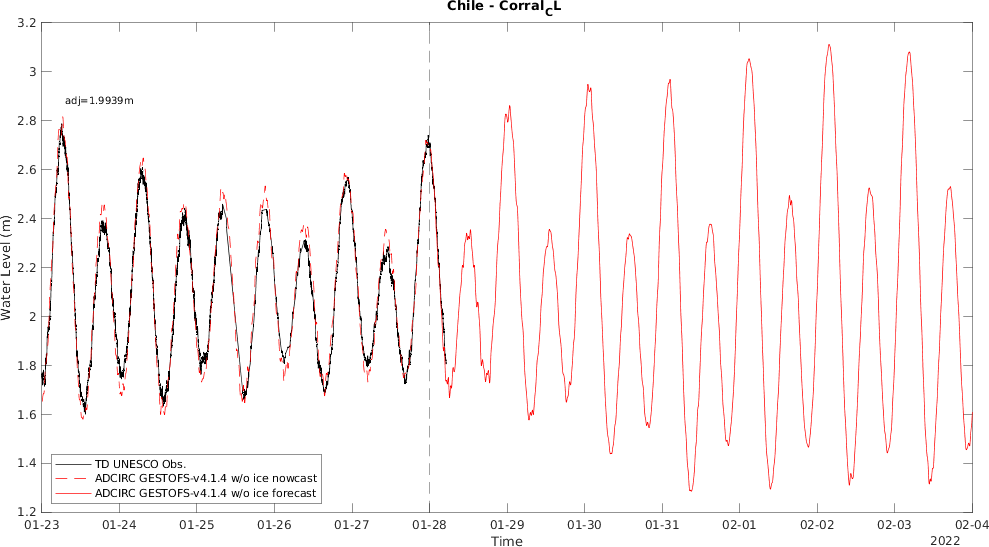 Chile - Corral_CL
3.2
3
2.8
2.6
2.4
2.2
2
1.8
1.6
1.4
1.2
Water Level (m)
adj=1.9939m
TD UNESCO Obs.
ADCIRC GESTOFS-v4.1.4 w/o ice nowcast
ADCIRC GESTOFS-v4.1.4 w/o ice forecast
01-23 01-24 01-25 01-26 01-27 01-28 01-29 01-30 01-31 02-01 02-02 02-03 02-04
Time
2022